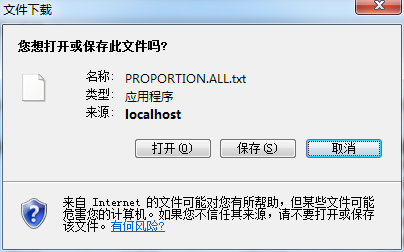 文件下载
您想打开或保存此文件吗?
名称: PROPORTION.ALL.txt
类型: 应用程序
来源: localhost
打开(O) 保存(S) 取消
来自 Internet 的文件可能对您有所帮助,但某些文件可能
危害您的计算机。如果您不信任其来源,请不要打开或保存
该文件。有何风险?